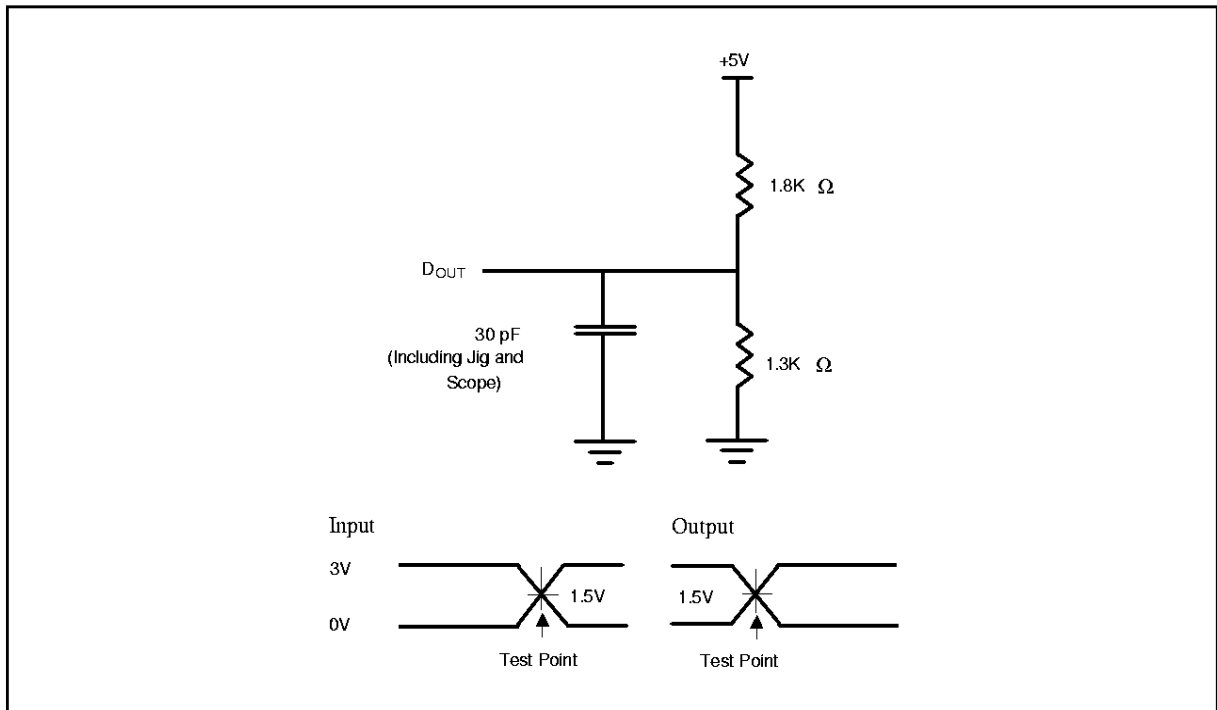 +5V
1.8K Ω
DOUT
30 pF
(Including Jig and
Scope)
1.3K Ω
Input
Output
3V
1.5V
1.5V
0V
Test Point
Test Point